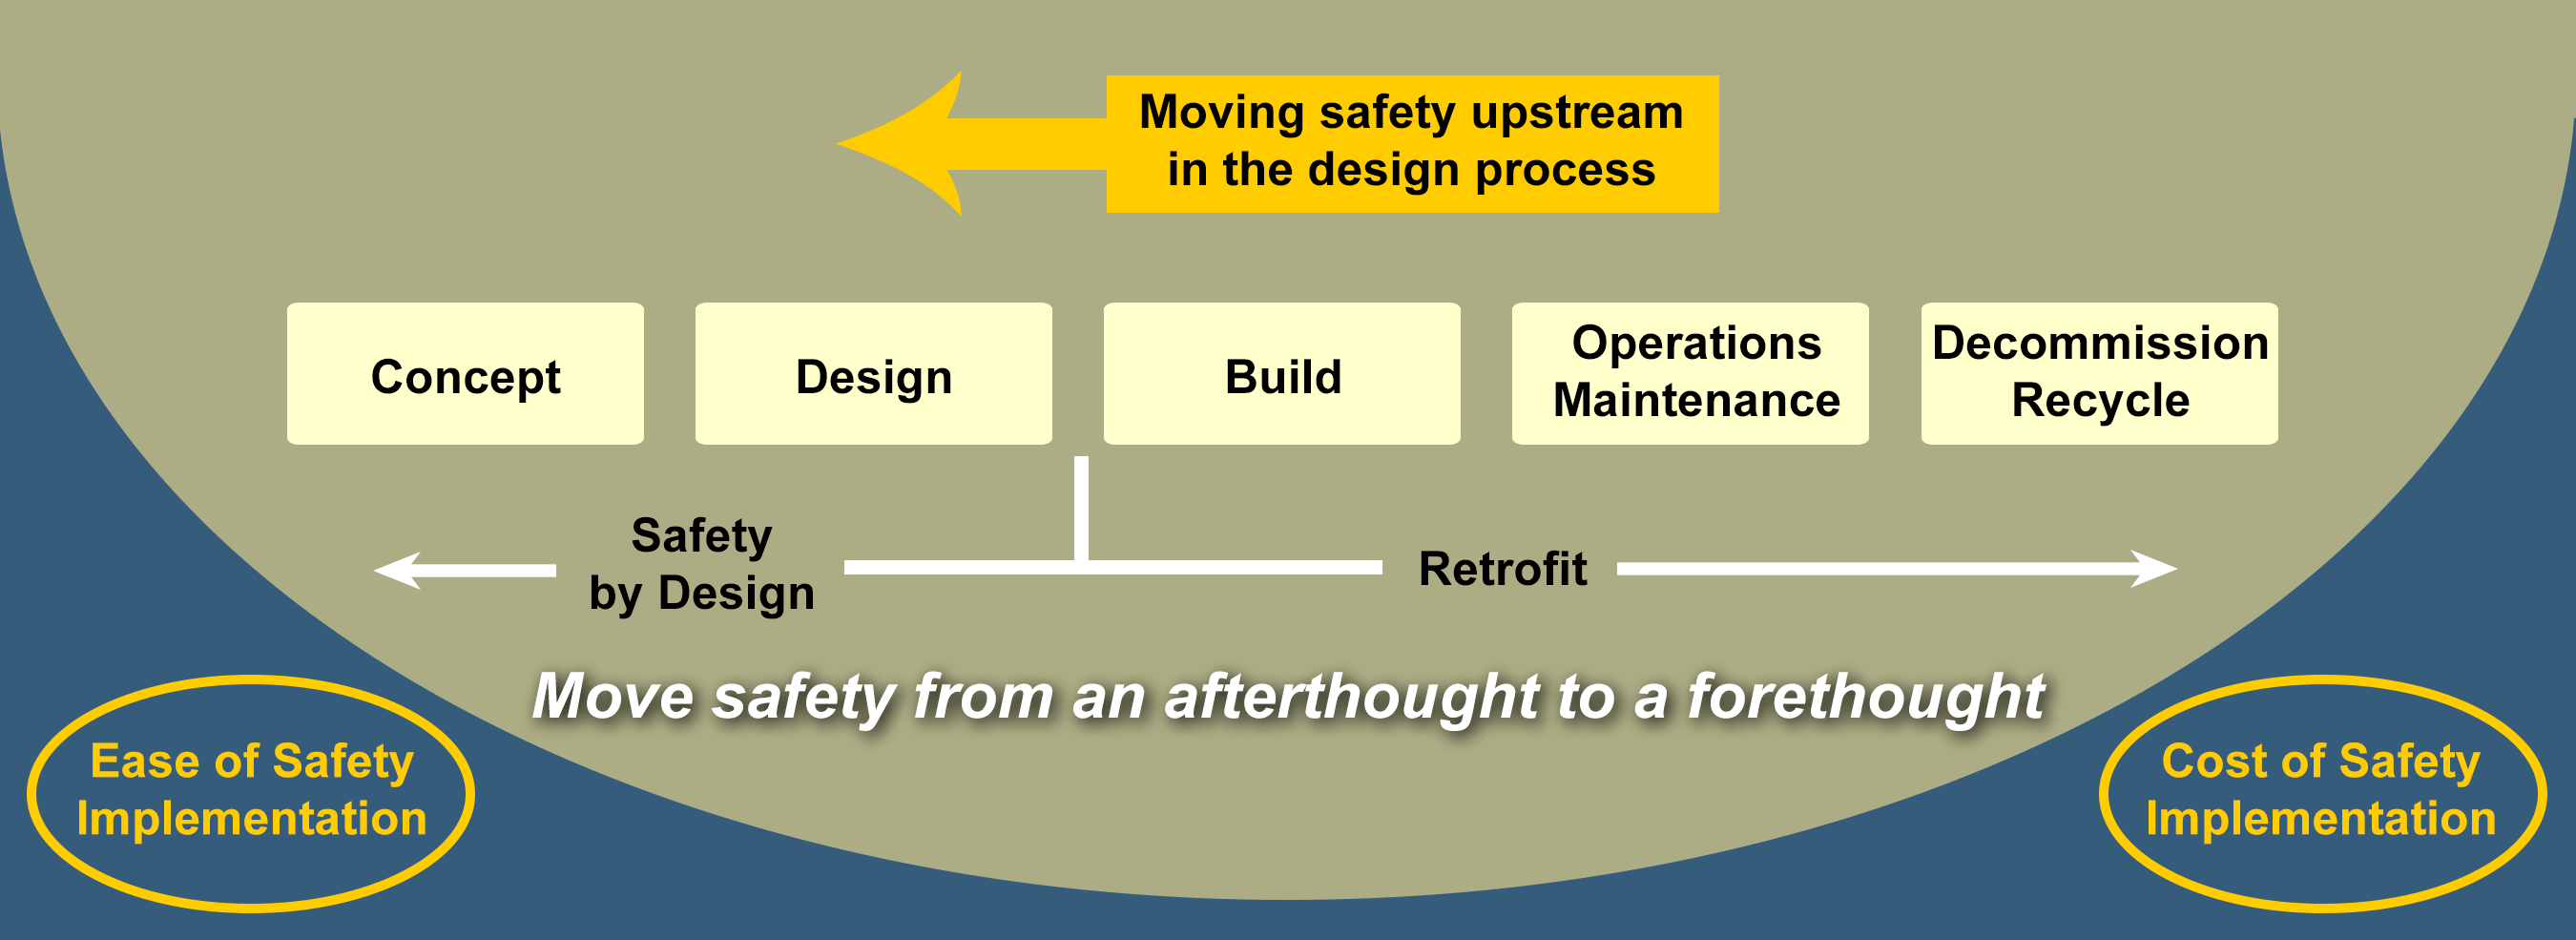 Moving safety upstream
in the design process
Concept
Design
Build
Operations
Maintenance
Decommission
Recycle
Safety
by Design
Retrofit
Move safety from an afterthought to a forethought
Ease of Safety
Implementation
Cost of Safety
Implementation